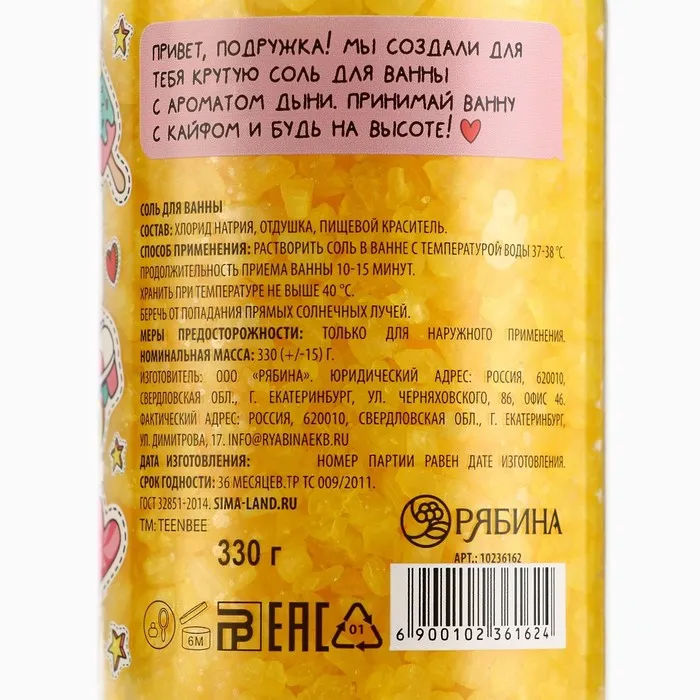 ПРИВЕТ, ПОДРУЖКА! МЫ СОЗДАЛИ ДЛЯ
ТЕБЯ КРУТУЮ СОЛЬ ДЛЯ ВАННЫ
С АРОМАТОМ ДЫНИ. ПРИНИМАЙ ВАННУ
С КАЙФОМ И БУДЬ НА ВЫСОТЕ!
СОЛЬ ДЛЯ ВАННЫ
СОСТАВ: ХЛОРИД НАТРИЯ, ОТДУШКА, ПИЩЕВОЙ КРАСИТЕЛЬ.
СПОСОБ ПРИМЕНЕНИЯ: РАСТВОРИТЬ СОЛЬ В ВАННЕ С ТЕМПЕРАТУРОЙ ВОДЫ 37-38 °С.
ПРОДОЛЖИТЕЛЬНОСТЬ ПРИЕМА ВАННЫ 10-15 МИНУТ.
ХРАНИТЬ ПРИ ТЕМПЕРАТУРЕ НЕ ВЫШЕ 40 °С.
БЕРЕЧЬ ОТ ПОПАДАНИЯ ПРЯМЫХ СОЛНЕЧНЫХ ЛУЧЕЙ.
МЕРЫ ПРЕДОСТОРОЖНОСТИ: ТОЛЬКО ДЛЯ НАРУЖНОГО ПРИМЕНЕНИЯ.
НОМИНАЛЬНАЯ МАССА: 330 (+/-15) Г.
ИЗГОТОВИТЕЛЬ: ООО «РЯБИНА». ЮРИДИЧЕСКИЙ АДРЕС: РОССИЯ, 620010,
СВЕРДЛОВСКАЯ ОБЛ., Г. ЕКАТЕРИНБУРГ, УЛ. ЧЕРНЯХОВСКОГО, 86, ОФИС 46.
ФАКТИЧЕСКИЙ АДРЕС: РОССИЯ, 620010, СВЕРДЛОВСКАЯ ОБЛ., Г. ЕКАТЕРИНБУРГ,
УЛ. ДИМИТРОВА, 17. INFO@RYABINAEKB.RU
ДАТА ИЗГОТОВЛЕНИЯ: НОМЕР ПАРТИИ РАВЕН ДАТЕ ИЗГОТОВЛЕНИЯ.
СРОК ГОДНОСТИ: 36 МЕСЯЦЕВ.ТР ТС 009/2011.
ГОСТ 32851-2014. SIMA-LAND.RU
ТМ: TEENBEE
РЯБИНА
330 г
АРТ.: 10236162
6М
EAC
01
6 900102 361624